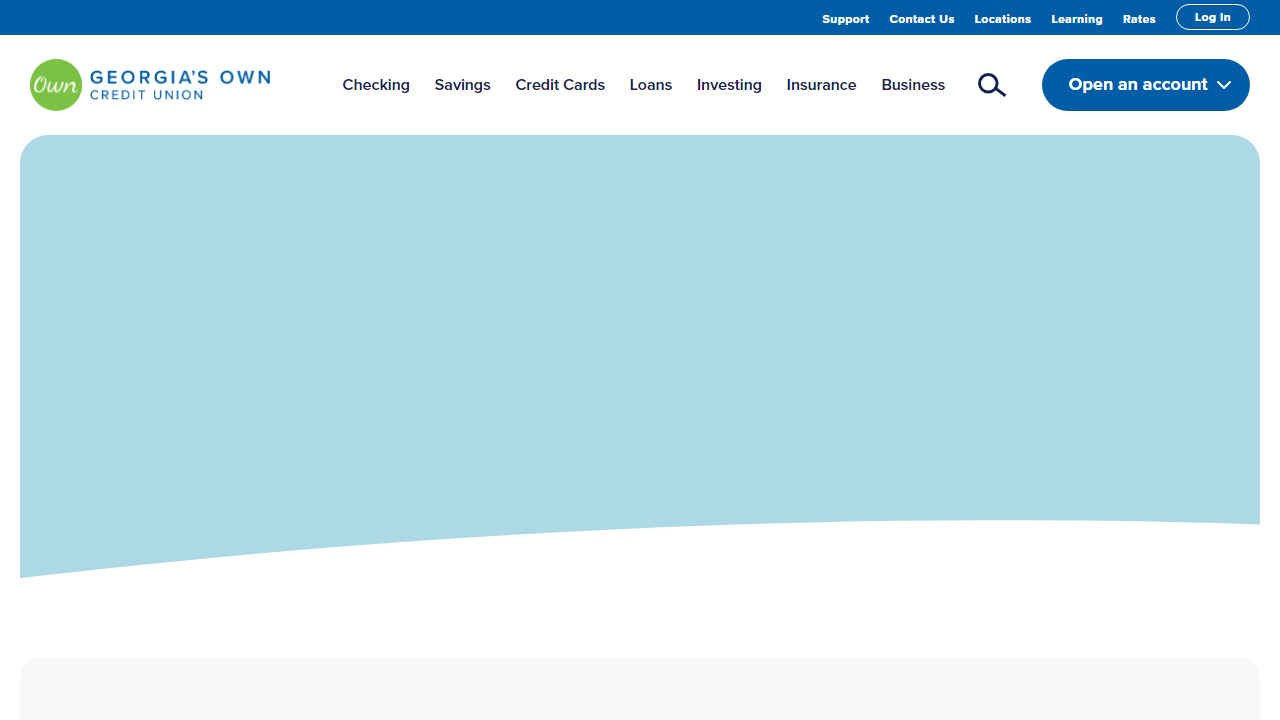 Support Contact Us Locations Learning Rates Log In
Own GEORGIA'S OWN
CREDIT UNION
Checking Savings Credit Cards Loans Investing Insurance Business Open an account